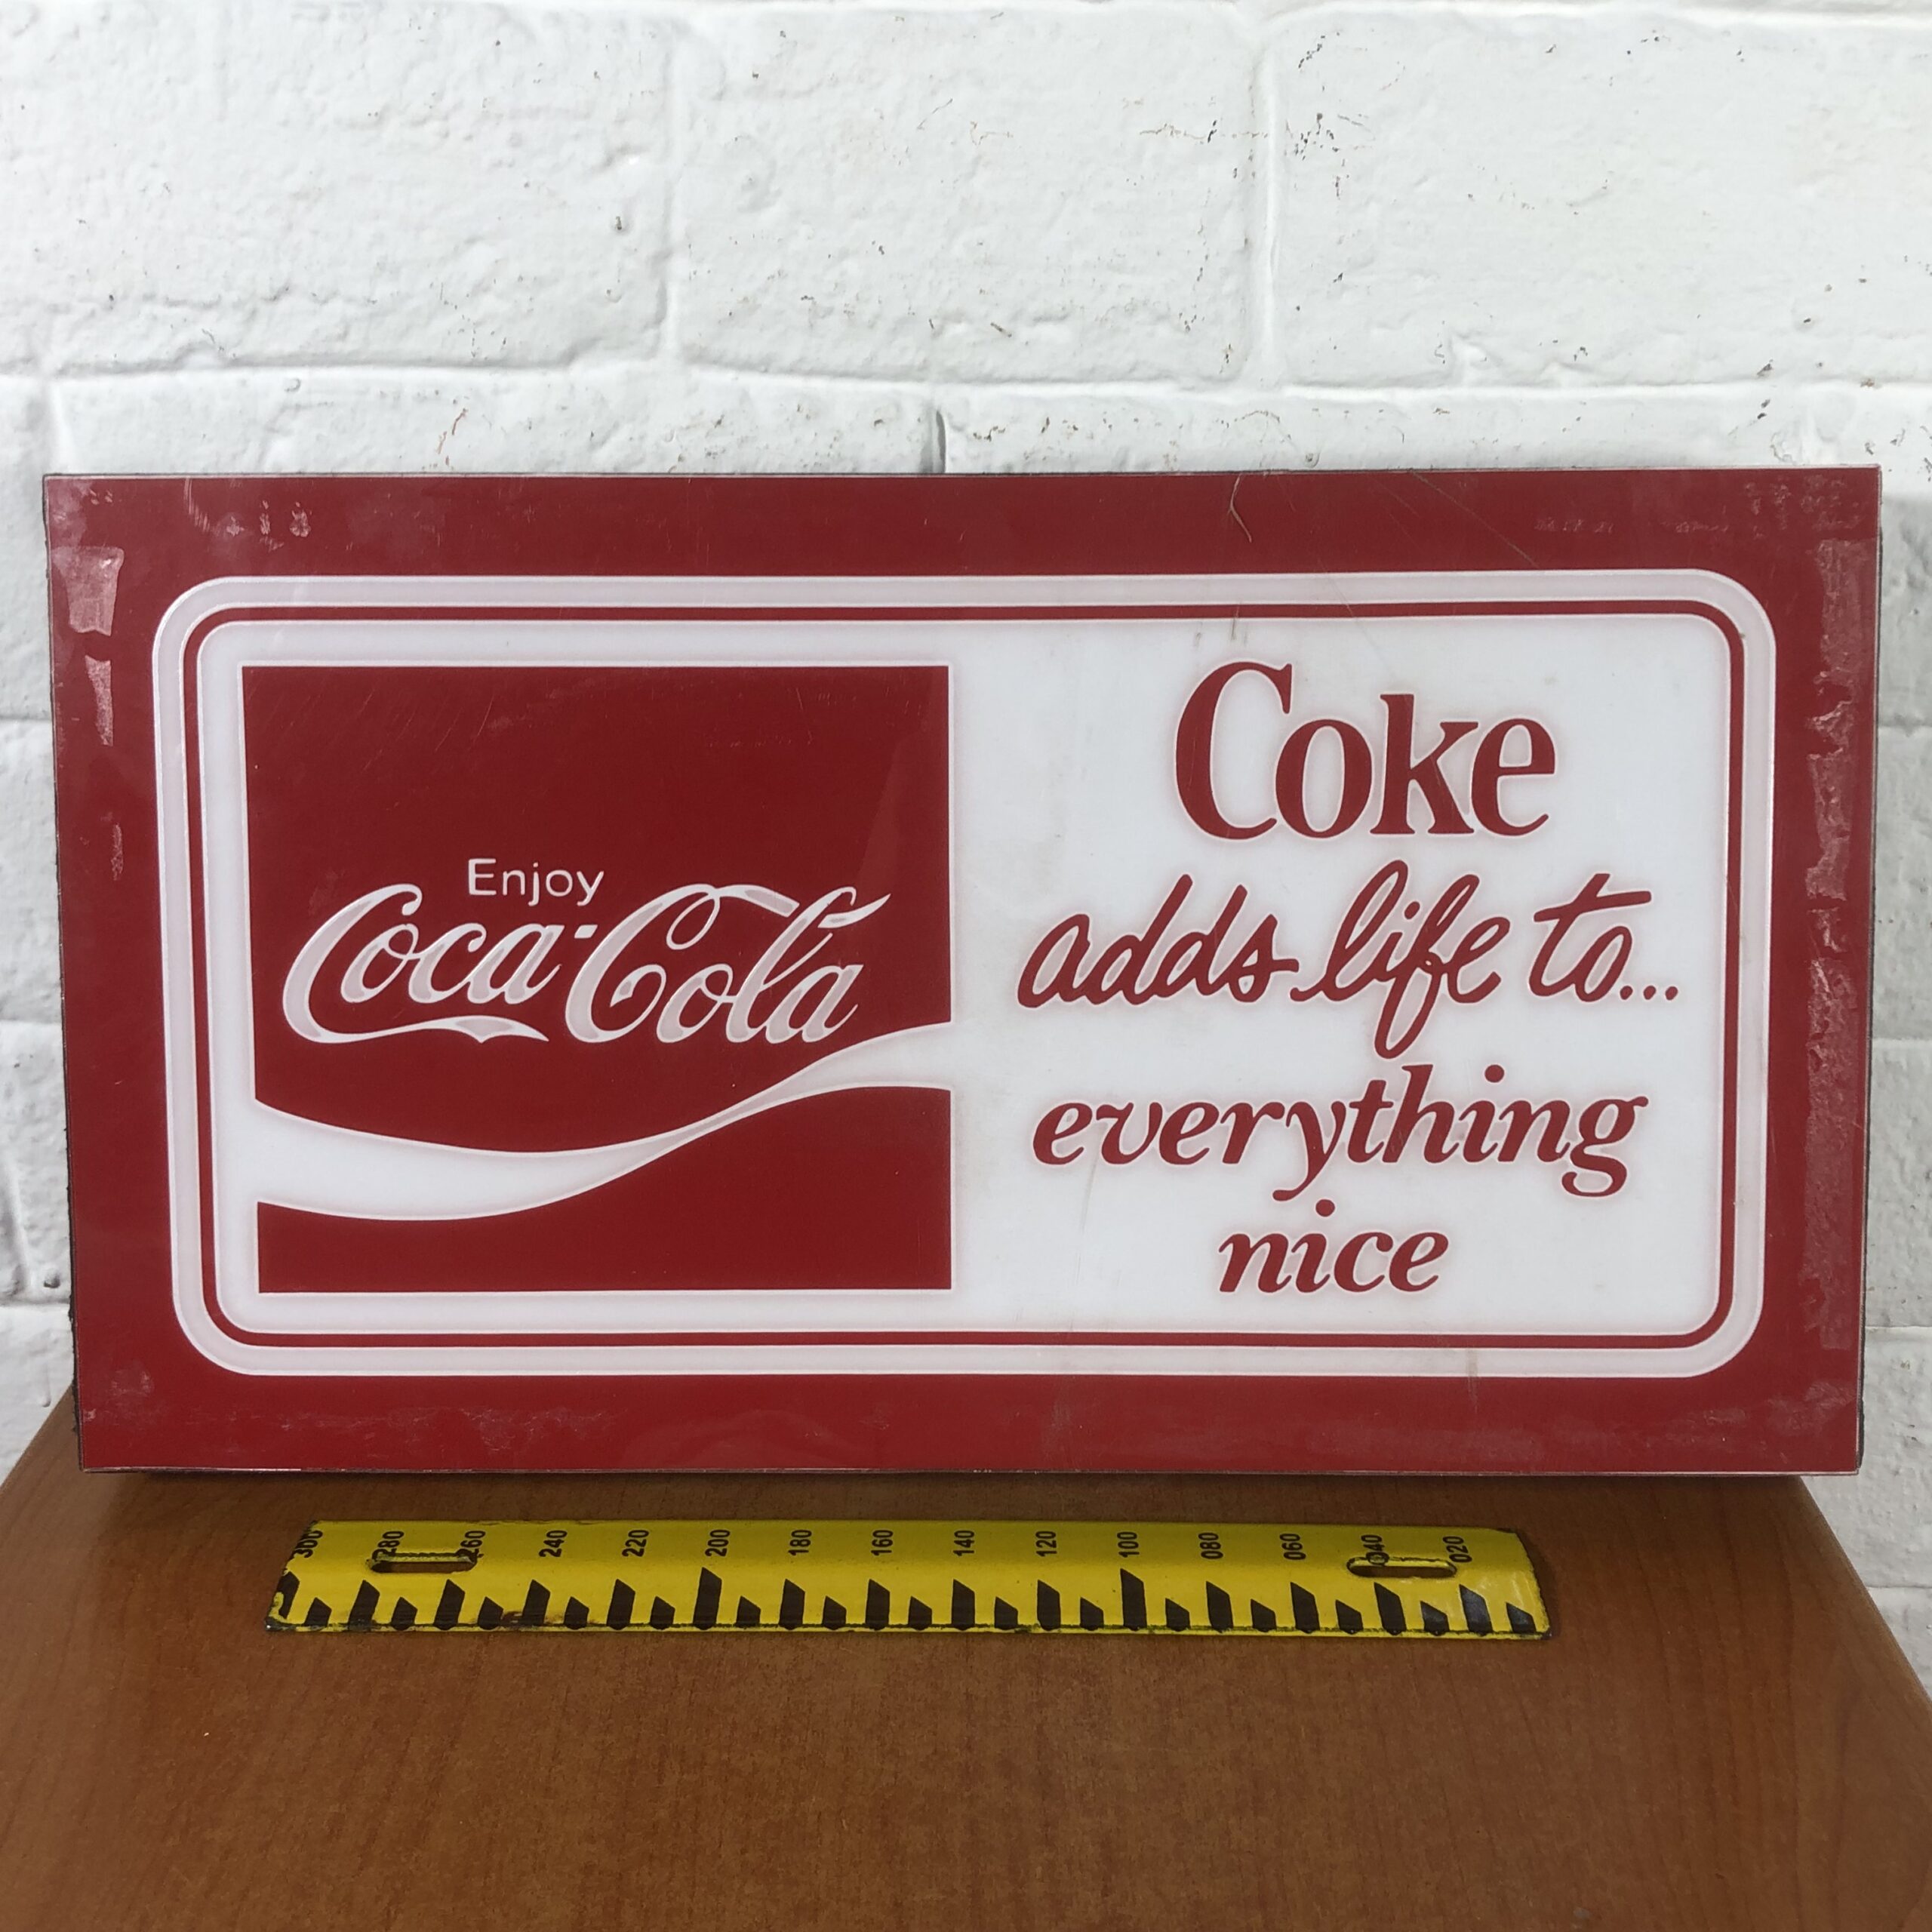 Enjoy
Coca-Cola
Coke
adds life to...
everything
nice
300 280 260 240 220 200 180 160 140 120 100 080 060 040 020